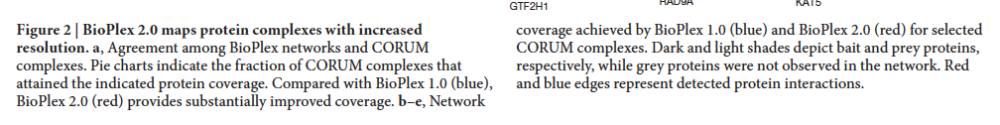 GTF2H1
RAD9A
KAT5
Figure 2 | BioPlex 2.0 maps protein complexes with increased
resolution. a, Agreement among BioPlex networks and CORUM
complexes. Pie charts indicate the fraction of CORUM complexes that
attained the indicated protein coverage. Compared with BioPlex 1.0 (blue),
BioPlex 2.0 (red) provides substantially improved coverage. b–e, Network
coverage achieved by BioPlex 1.0 (blue) and BioPlex 2.0 (red) for selected
CORUM complexes. Dark and light shades depict bait and prey proteins,
respectively, while grey proteins were not observed in the network. Red
and blue edges represent detected protein interactions.